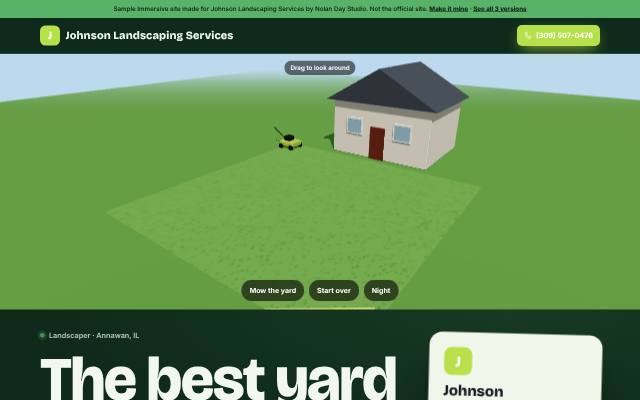 Sample Immersive site made for Johnson Landscaping Services by Nolan Day Studio. Not the official site. Make it mine · See all 3 versions
J Johnson Landscaping Services
(309) 507-0476
Drag to look around
Mow the yard Start over Night
Landscaper · Annawan, IL
The best yard
J
Johnson